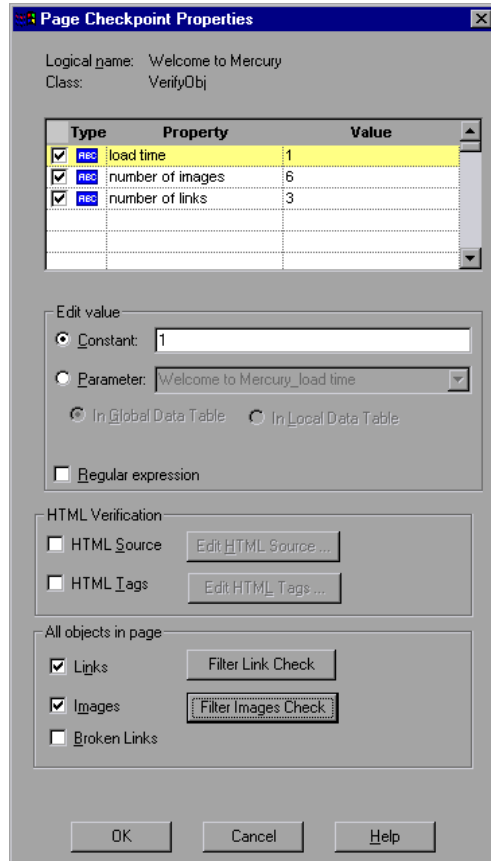 Page Checkpoint Properties
Logical name: Welcome to Mercury
Class: VerifyObj
Type Property Value
ABC load time 1
ABC number of images 6
ABC number of links 3
Edit value
Constant: 1
Parameter: Welcome to Mercury_load time
In Global Data Table In Local Data Table
Regular expression
HTML Verification
HTML Source Edit HTML Source ...
HTML Tags Edit HTML Tags ...
All objects in page
Links Filter Link Check
Images Filter Images Check
Broken Links
OK Cancel Help